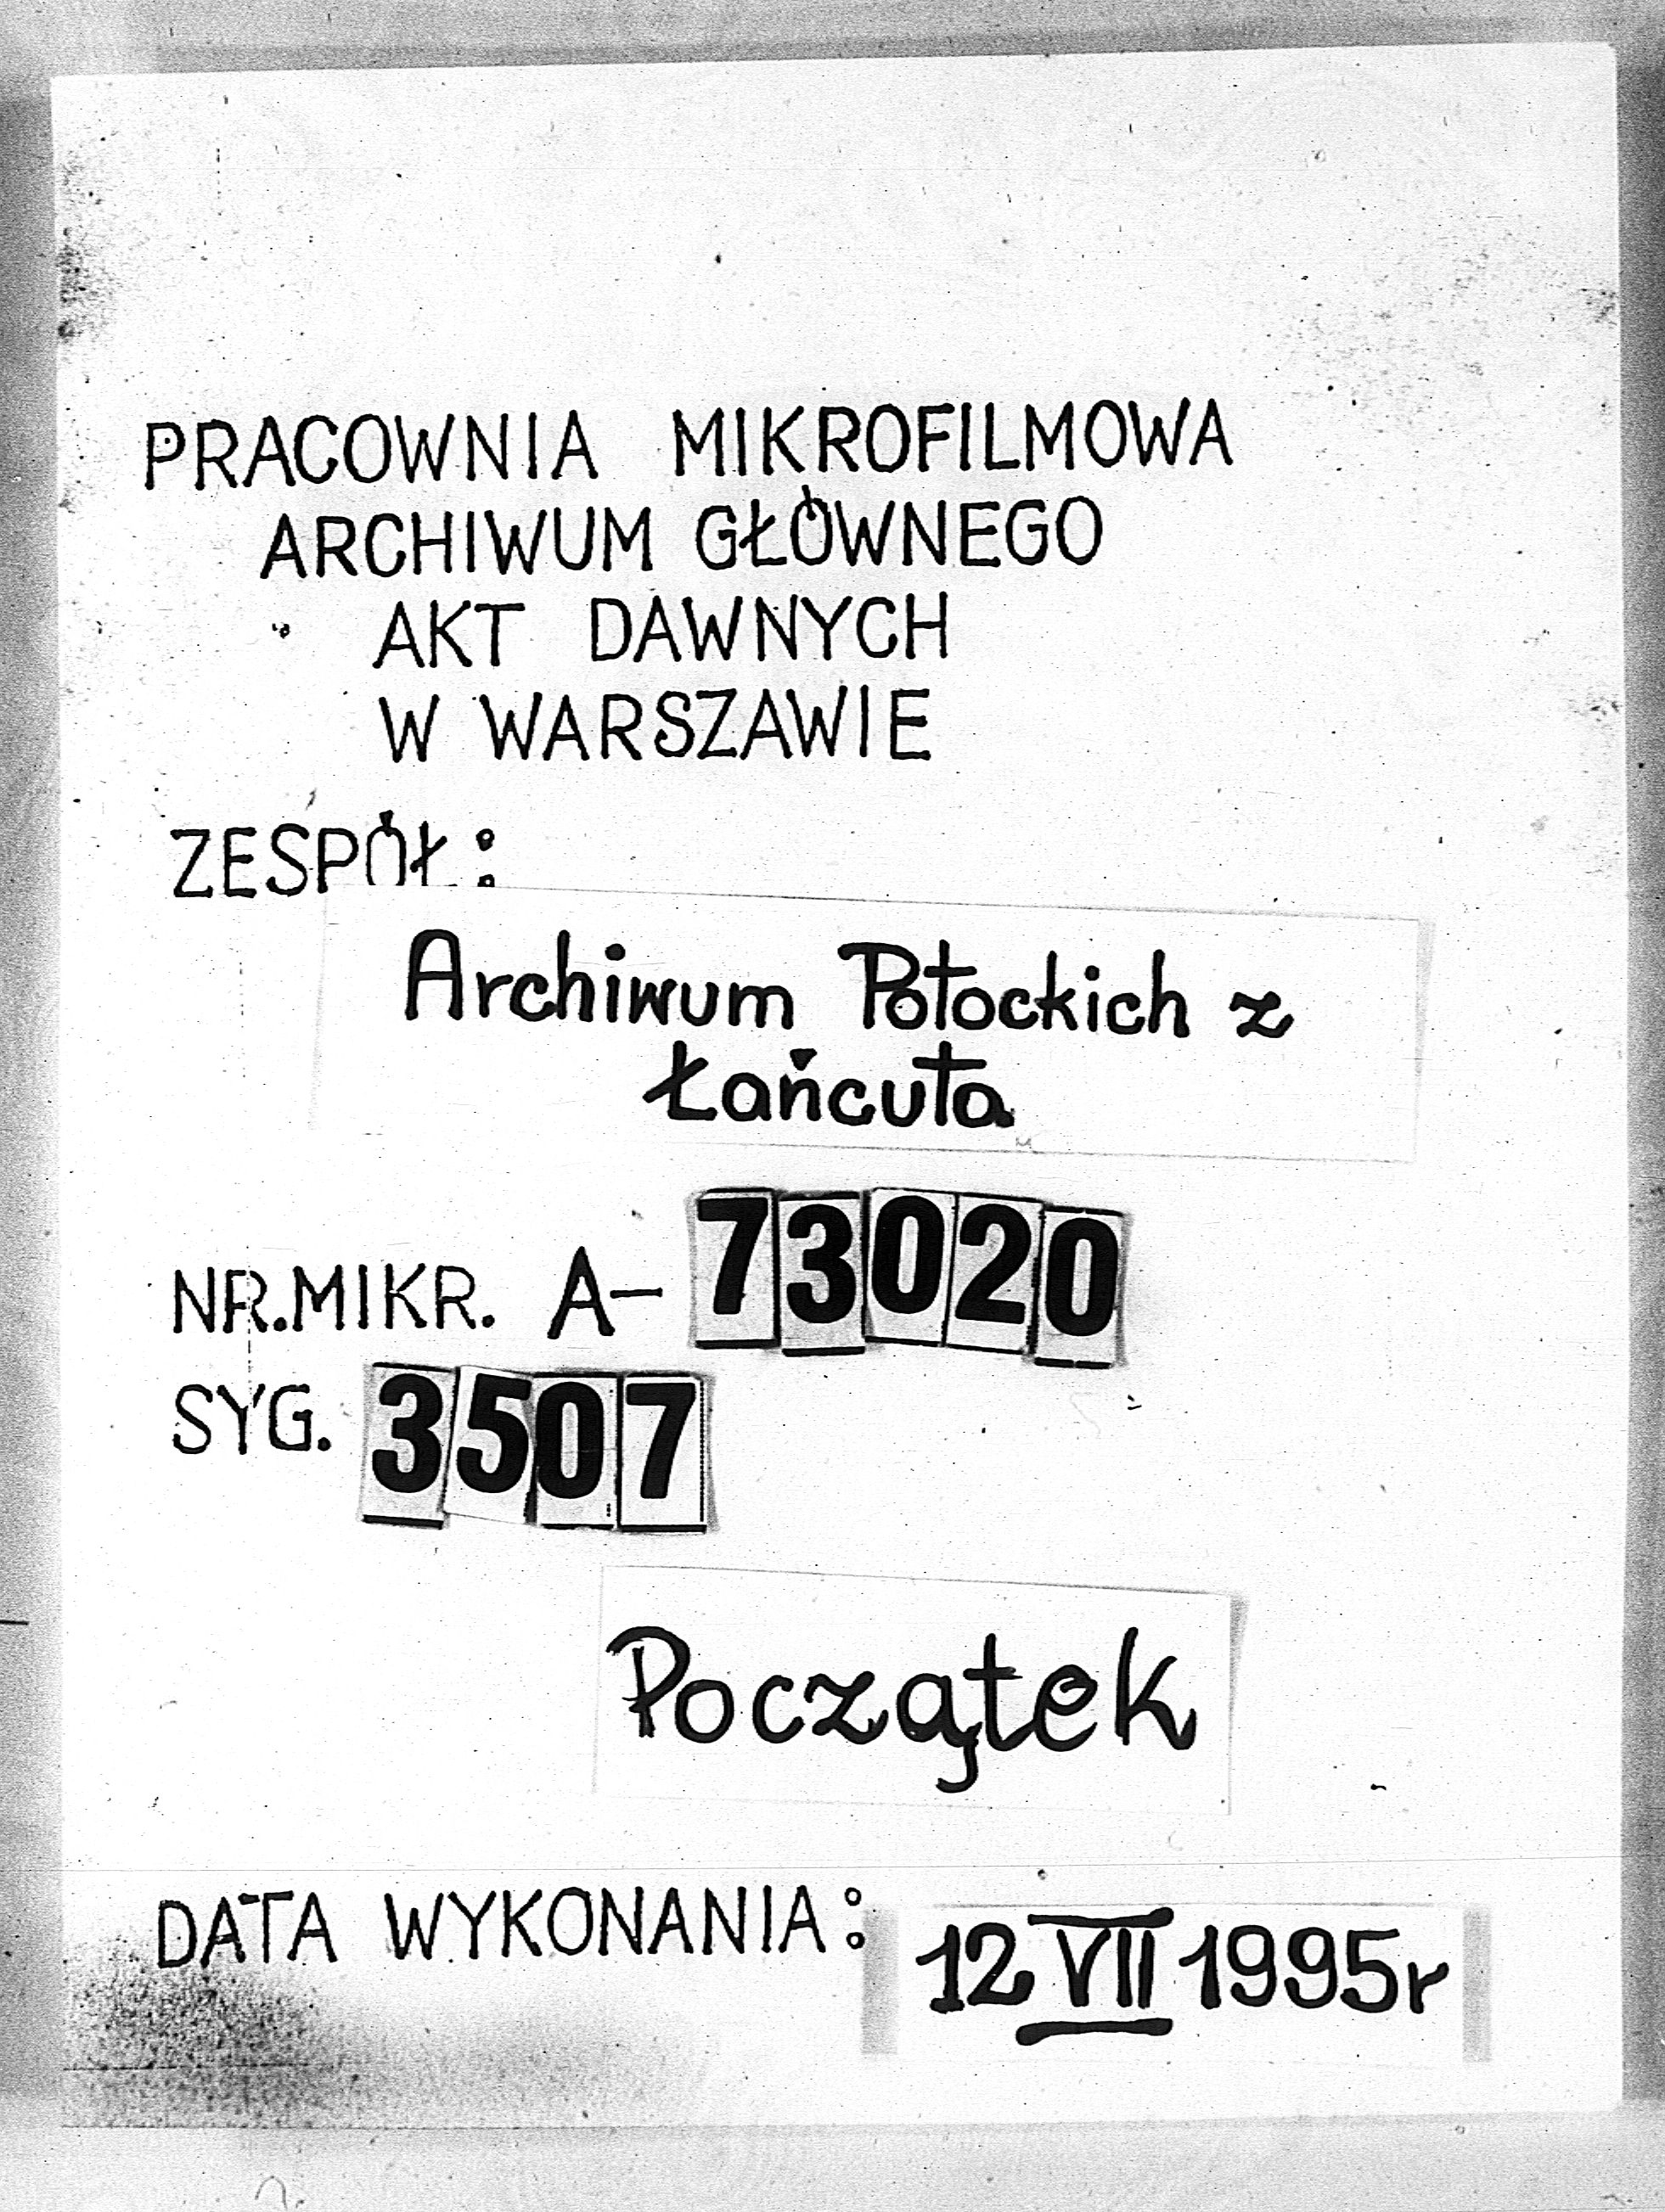 PRACOWNIA MIKROFILMOWA
ARCHIWUM GŁÓWNEGO
AKT DAWNYCH
W WARSZAWIE
ZESPÓŁ:
Archiwum Potockich z
Łańcuta
NR.MIKR. A-73020
SYG. 3507
Początek
DATA WYKONANIA: 12 VII 1995r